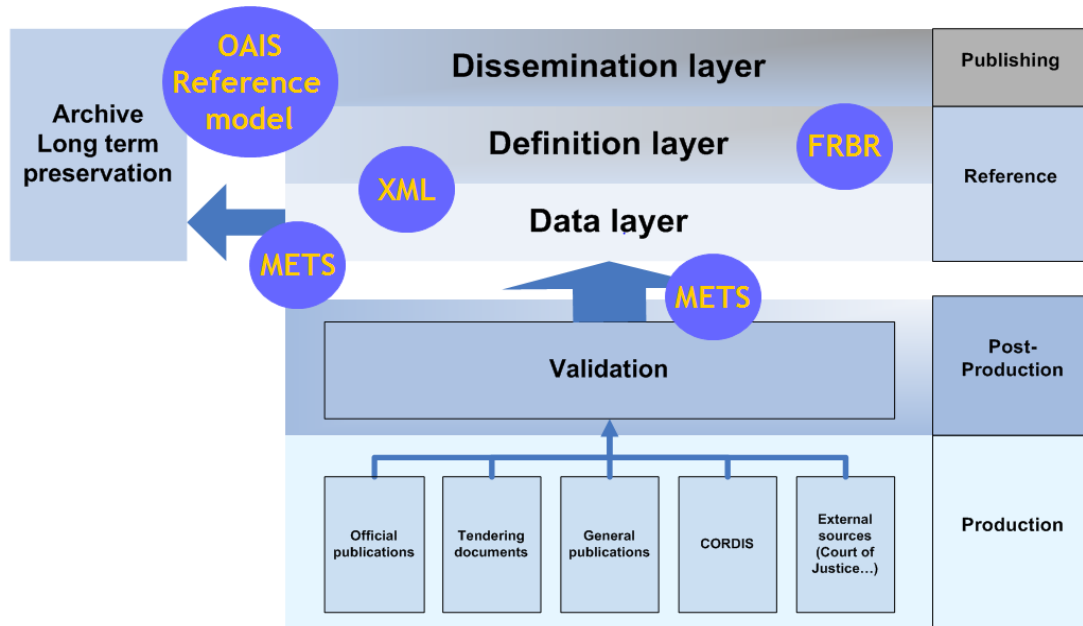 OAIS
Reference
model
Archive
Long term
preservation
Dissemination layer
Publishing
Definition layer
FRBR
XML
Reference
Data layer
METS
METS
Validation
Post-
Production
Official
publications
Tendering
documents
General
publications
CORDIS
External
sources
(Court of
Justice…)
Production